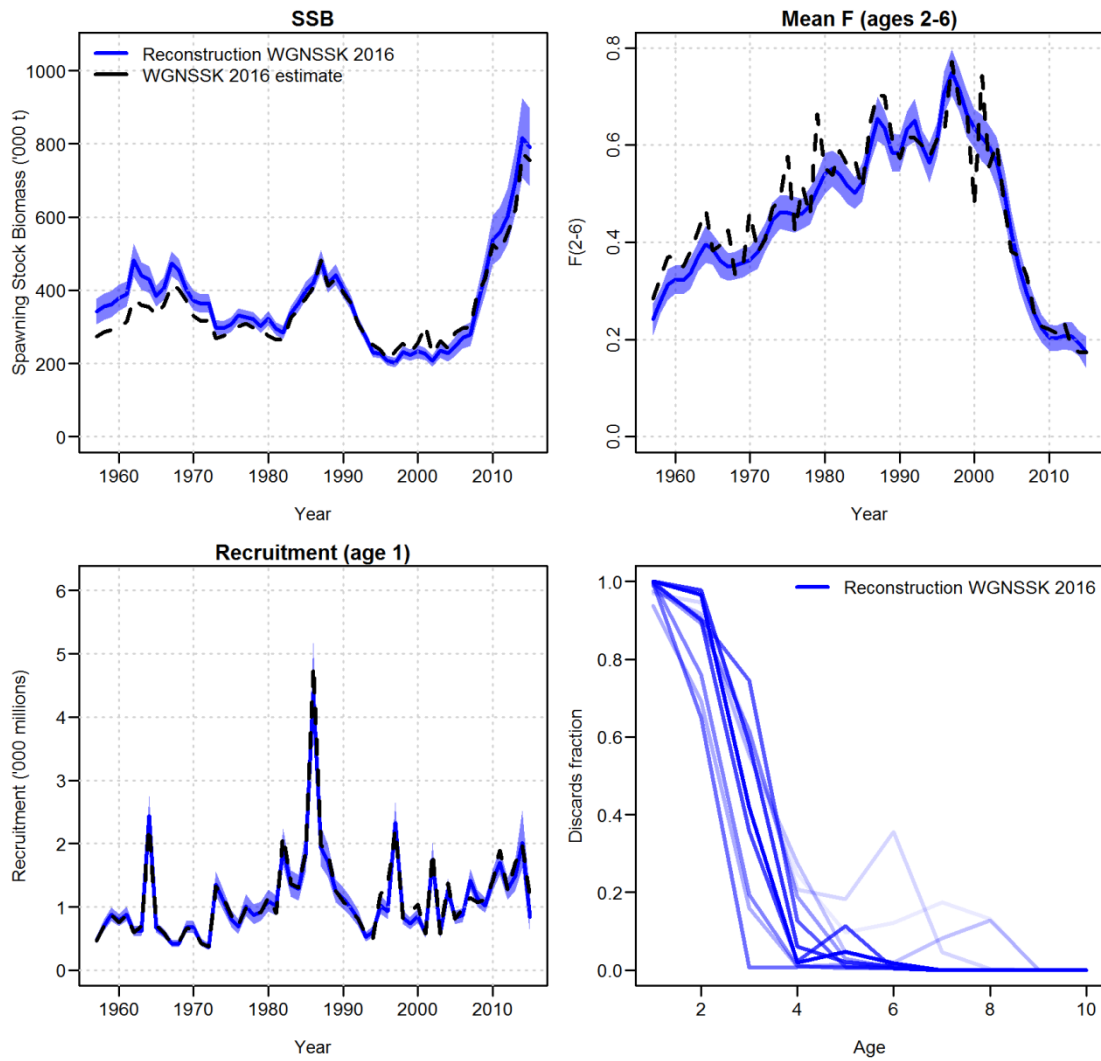 SSB
Reconstruction WGNSSK 2016
WGNSSK 2016 estimate
Spawning Stock Biomass ('000 t)
0 200 400 600 800 1000
1960 1970 1980 1990 2000 2010
Year
Mean F (ages 2-6)
F(2-6)
0.0 0.2 0.4 0.6 0.8
1960 1970 1980 1990 2000 2010
Year
Recruitment (age 1)
Recruitment ('000 millions)
0 1 2 3 4 5 6
1960 1970 1980 1990 2000 2010
Year
Reconstruction WGNSSK 2016
Discards fraction
0.0 0.2 0.4 0.6 0.8 1.0
2 4 6 8 10
Age